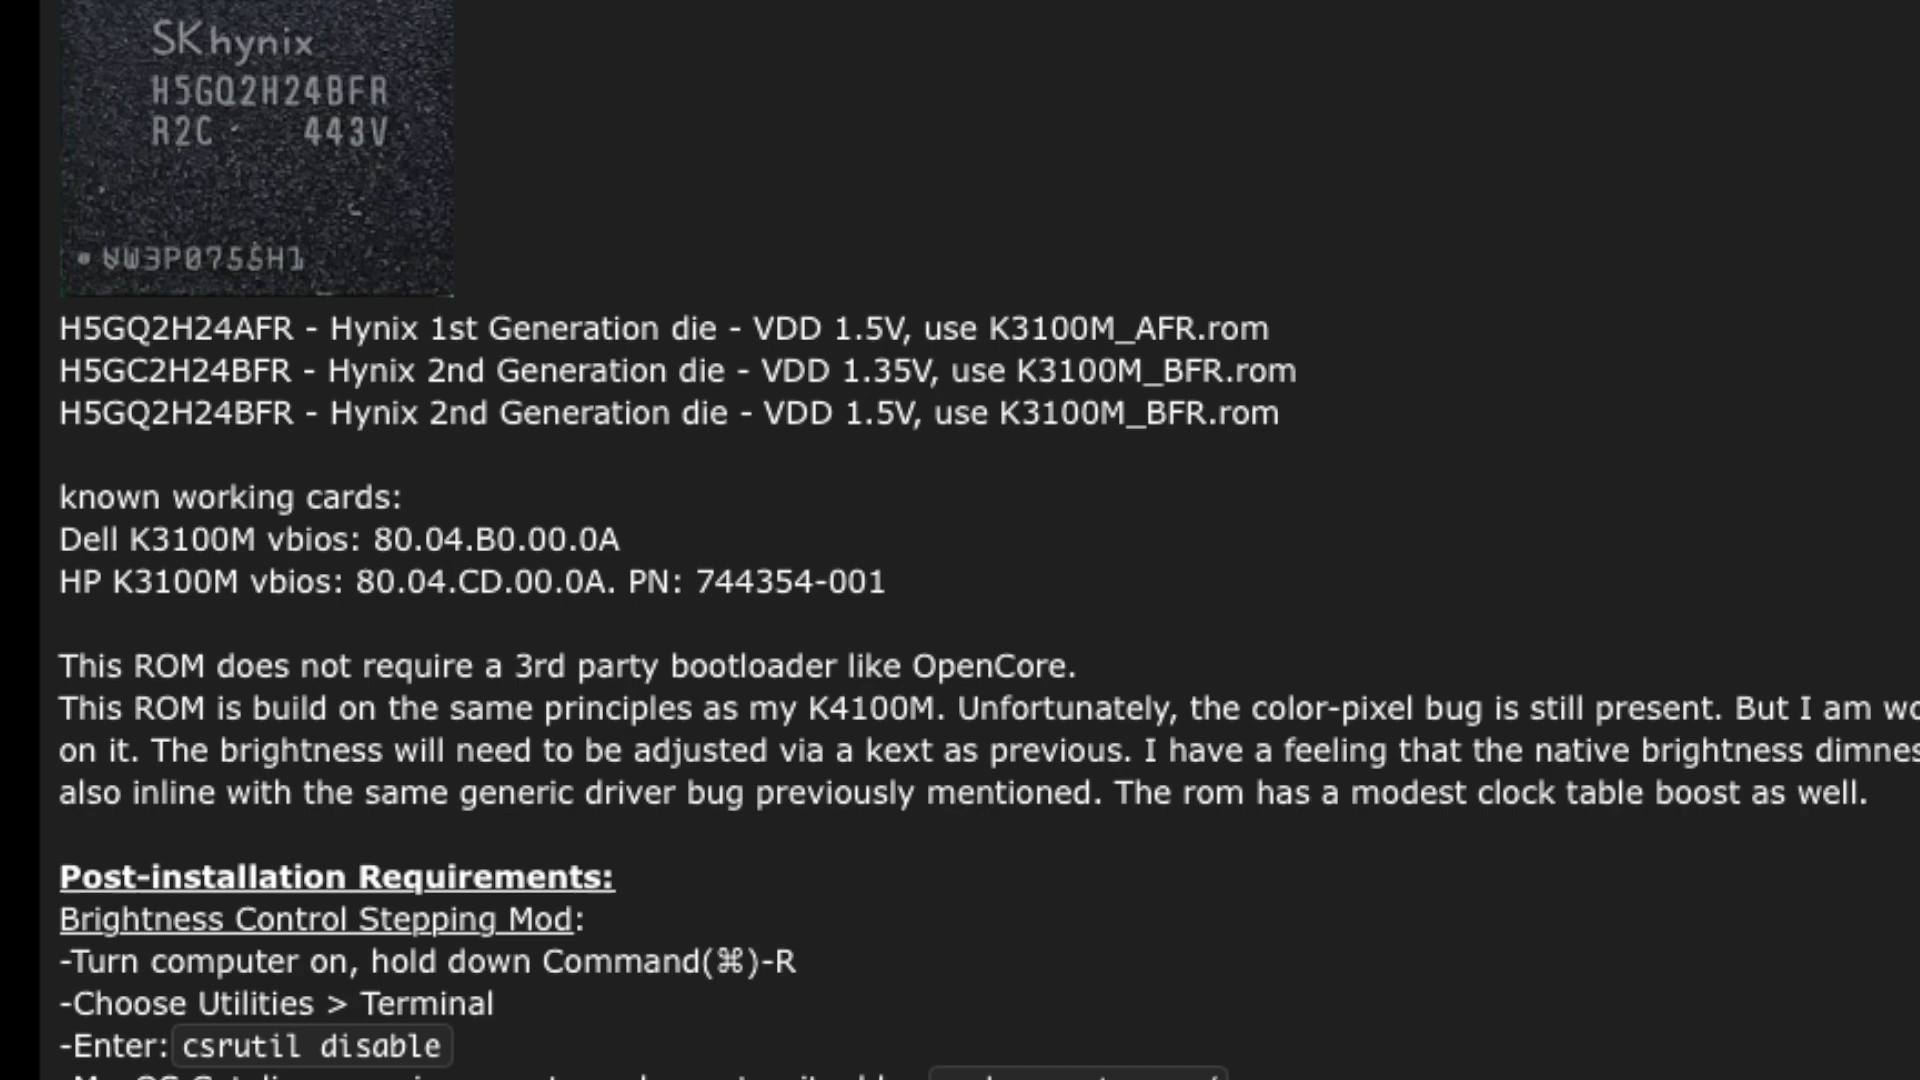 SKhynix
H5GQ2H24BFR
R2C 443V
H5GQ2H24AFR - Hynix 1st Generation die - VDD 1.5V, use K3100M_AFR.rom
H5GC2H24BFR - Hynix 2nd Generation die - VDD 1.35V, use K3100M_BFR.rom
H5GQ2H24BFR - Hynix 2nd Generation die - VDD 1.5V, use K3100M_BFR.rom
known working cards:
Dell K3100M vbios: 80.04.B0.00.0A
HP K3100M vbios: 80.04.CD.00.0A. PN: 744354-001
This ROM does not require a 3rd party bootloader like OpenCore.
This ROM is build on the same principles as my K4100M. Unfortunately, the color-pixel bug is still present. But I am
on it. The brightness will need to be adjusted via a kext as previous. I have a feeling that the native brightness
also inline with the same generic driver bug previously mentioned. The rom has a modest clock table boost as well.
Post-installation Requirements:
Brightness Control Stepping Mod:
-Turn computer on, hold down Command(⌘)-R
-Choose Utilities > Terminal
-Enter: csrutil disable